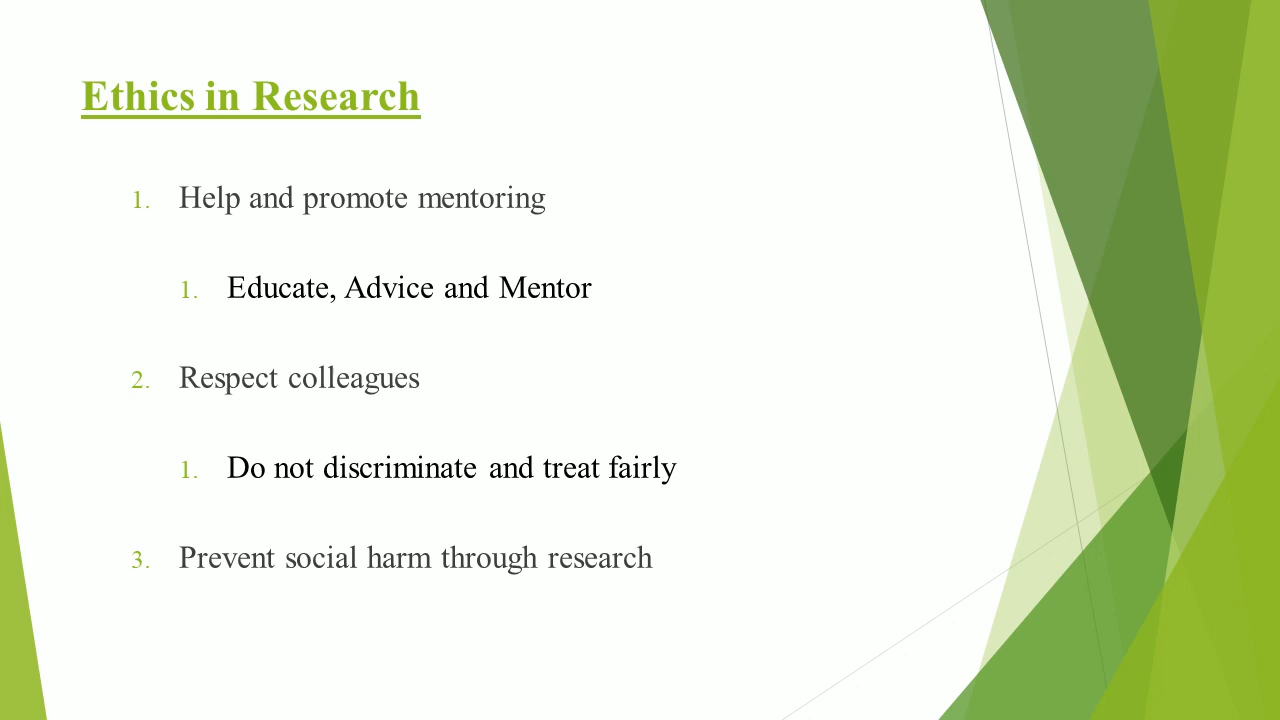 Ethics in Research
1. Help and promote mentoring
1. Educate, Advice and Mentor
2. Respect colleagues
1. Do not discriminate and treat fairly
3. Prevent social harm through research